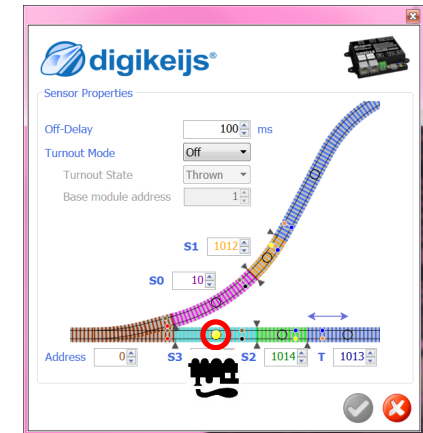 digikeijs®
Sensor Properties
Off-Delay 100 ms
Turnout Mode Off
Turnout State Thrown
Base module address 1
S1 1012
S0 10
Address 0 S3 S2 1014 T 1013